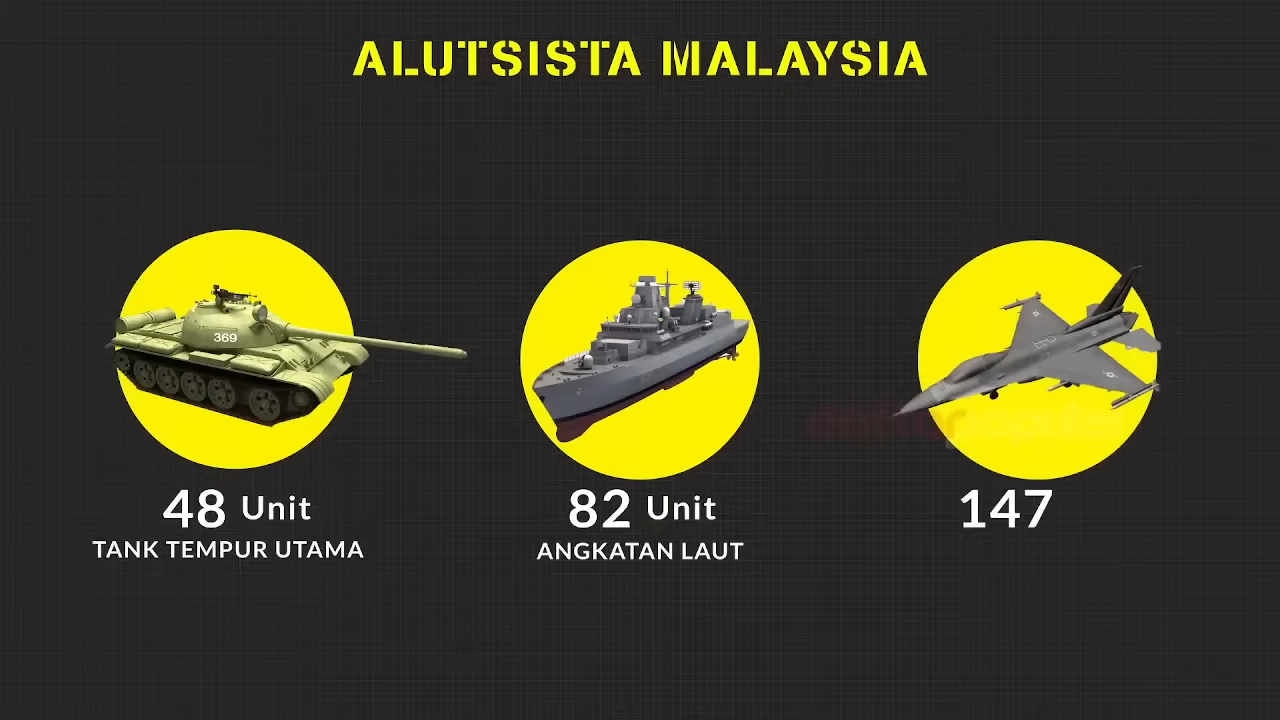 ALUTSISTA MALAYSIA
369
48 Unit
TANK TEMPUR UTAMA
82 Unit
ANGKATAN LAUT
147